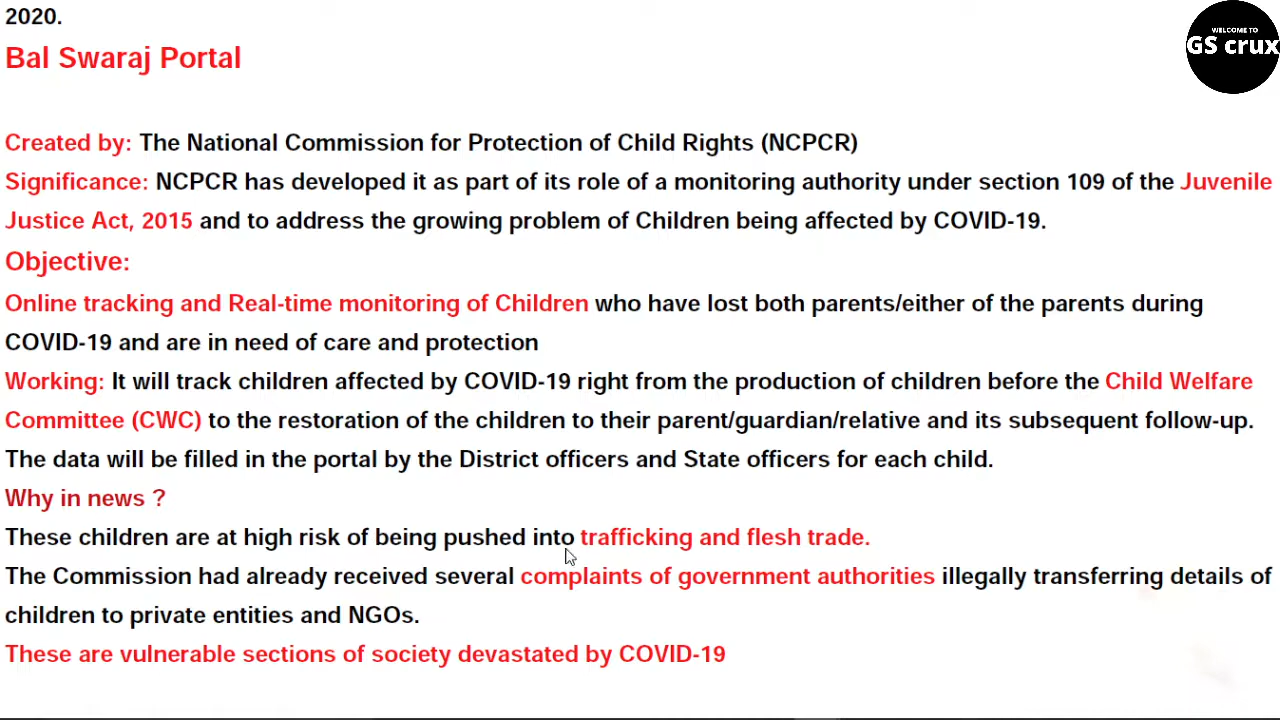 2020.
WELCOME TO
GS crux
Bal Swaraj Portal
Created by: The National Commission for Protection of Child Rights (NCPCR)
Significance: NCPCR has developed it as part of its role of a monitoring authority under section 109 of the Juvenile
Justice Act, 2015 and to address the growing problem of Children being affected by COVID-19.
Objective:
Online tracking and Real-time monitoring of Children who have lost both parents/either of the parents during
COVID-19 and are in need of care and protection
Working: It will track children affected by COVID-19 right from the production of children before the Child Welfare
Committee (CWC) to the restoration of the children to their parent/guardian/relative and its subsequent follow-up.
The data will be filled in the portal by the District officers and State officers for each child.
Why in news ?
These children are at high risk of being pushed into trafficking and flesh trade.
The Commission had already received several complaints of government authorities illegally transferring details of
children to private entities and NGOs.
These are vulnerable sections of society devastated by COVID-19